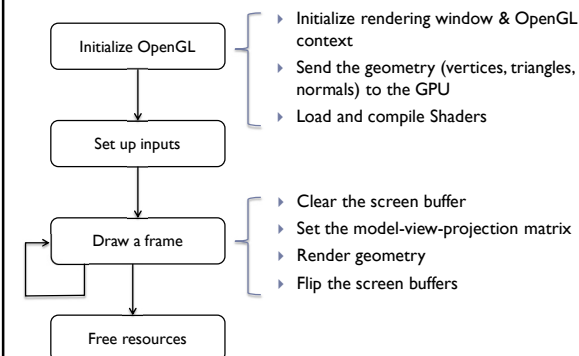 Initialize OpenGL
Initialize rendering window & OpenGL
context
Send the geometry (vertices, triangles,
normals) to the GPU
Load and compile Shaders
Set up inputs
Draw a frame
Clear the screen buffer
Set the model-view-projection matrix
Render geometry
Flip the screen buffers
Free resources